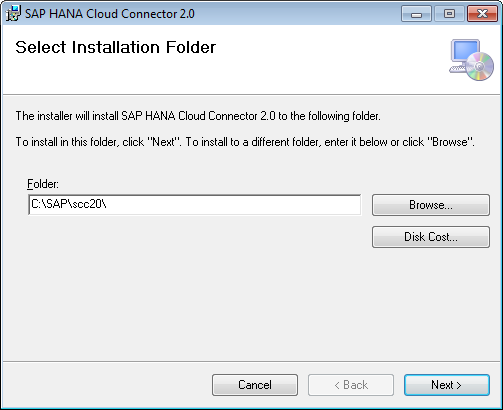 SAP HANA Cloud Connector 2.0
Select Installation Folder
The installer will install SAP HANA Cloud Connector 2.0 to the following folder.
To install in this folder, click "Next". To install to a different folder, enter it below or click "Browse".
Folder:
C:\SAP\scc20\
Browse...
Disk Cost...
Cancel
< Back
Next >